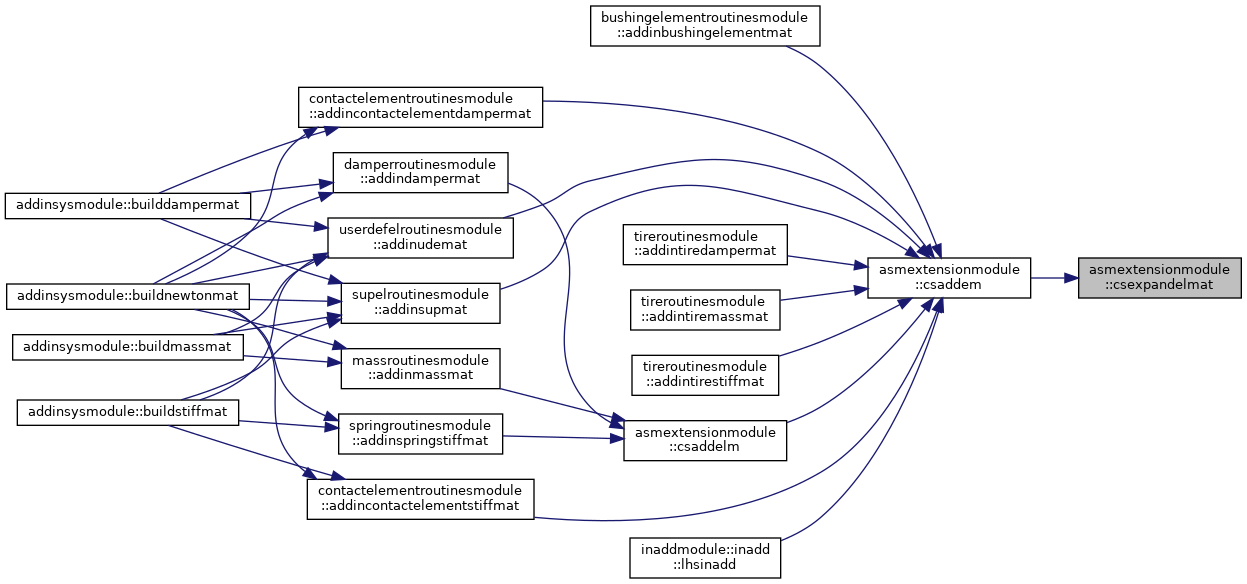 bushingelementroutinesmodule
::addinbushingelementmat
contactelementroutinesmodule
::addincontactelementdampermat
damperroutinesmodule
::addindampermat
addinsysmodule::builddampermat
userdefelroutinesmodule
::addinudemat
tireroutinesmodule
::addintiredampermat
asmextensionmodule
::csaddem
asmextensionmodule
::csexpandelmat
addinsysmodule::buildnewtonmat
supelroutinesmodule
::addinsupmat
tireroutinesmodule
::addintiremassmat
addinsysmodule::buildmassmat
massroutinesmodule
::addinmassmat
tireroutinesmodule
::addintirestiffmat
addinsysmodule::buildstiffmat
springroutinesmodule
::addinspringstiffmat
asmextensionmodule
::csaddelm
contactelementroutinesmodule
::addincontactelementstiffmat
inaddmodule::inadd
::lhsinadd